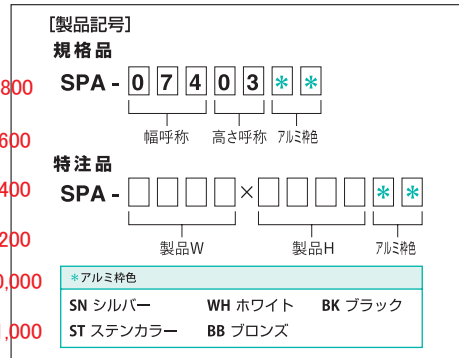 [製品記号]
規格品
800
SPA - 0 7 4 0 3 * *
幅呼称 高さ呼称 アルミ枠色
600
特注品
400
SPA - □□□□×□□□□ * *
200
製品W 製品H アルミ枠色
0,000
*アルミ枠色
SN シルバー WH ホワイト BK ブラック
,000
ST ステンカラー BB ブロンズ